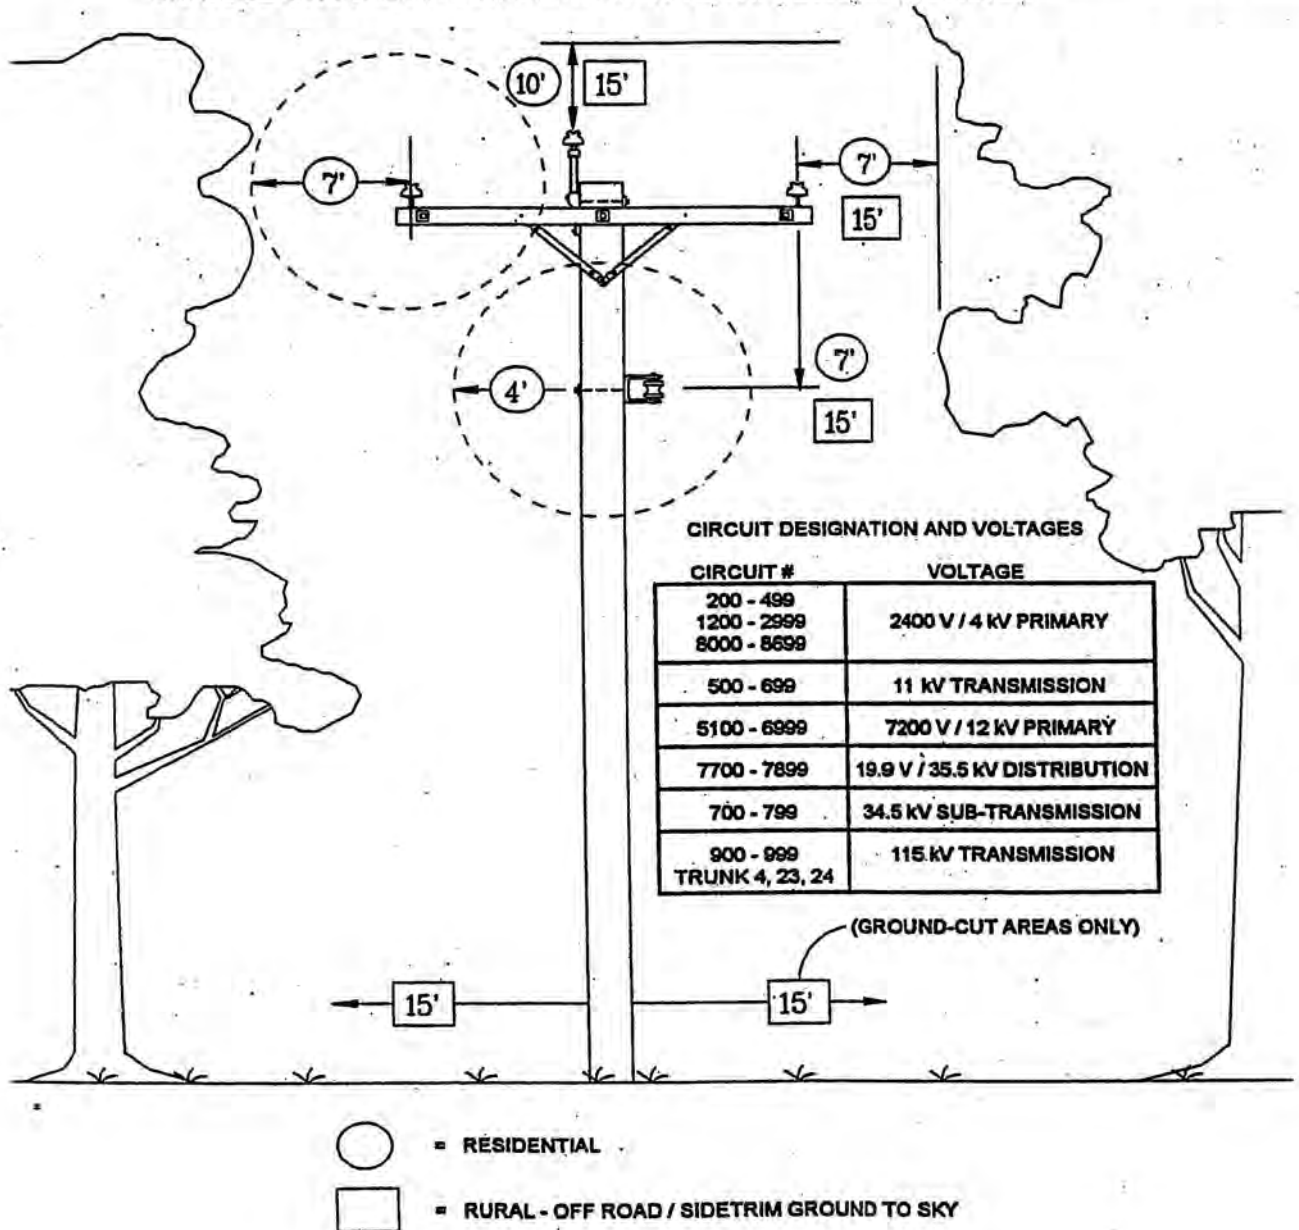 10' 15'
7' 7'
15'
7'
4'
15'
CIRCUIT DESIGNATION AND VOLTAGES
CIRCUIT # VOLTAGE
200 - 499
1200 - 2999 2400 V / 4 kV PRIMARY
8000 - 8699
500 - 699 11 kV TRANSMISSION
5100 - 6999 7200 V / 12 kV PRIMARY
7700 - 7899 19.9 V / 35.5 kV DISTRIBUTION
700 - 799 34.5 kV SUB-TRANSMISSION
900 - 999 115 kV TRANSMISSION
TRUNK 4, 23, 24
(GROUND-CUT AREAS ONLY)
15' 15'
= RESIDENTIAL
= RURAL - OFF ROAD / SIDETRIM GROUND TO SKY